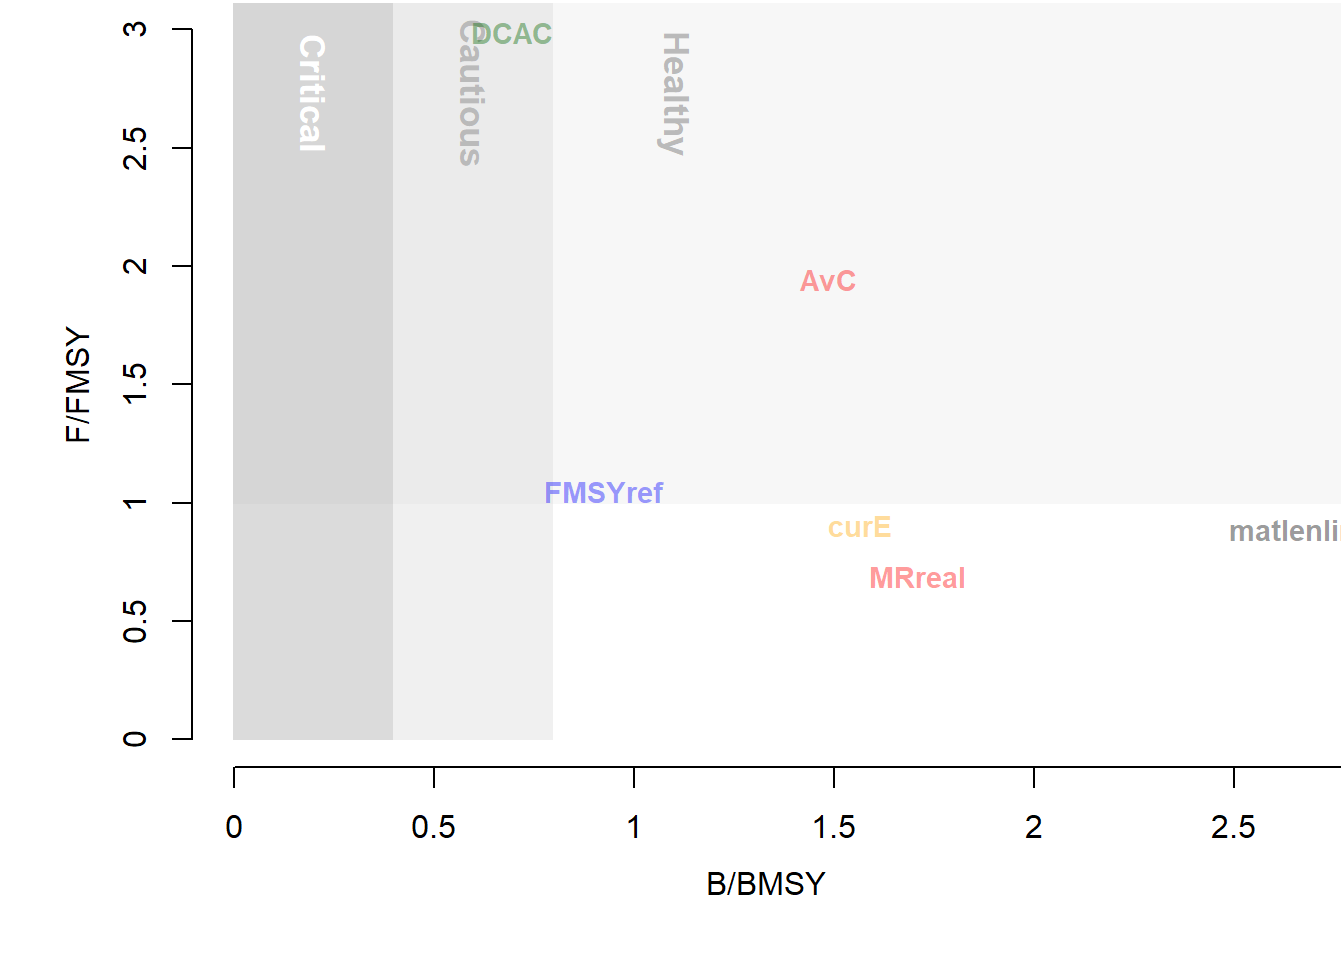 Critical
Cautious
Healthy
DCAC
AvC
FMSYref
curE
MRreal
matlenli
F/FMSY
3
2.5
2
1.5
1
0.5
0
0
0.5
1
1.5
2
2.5
B/BMSY